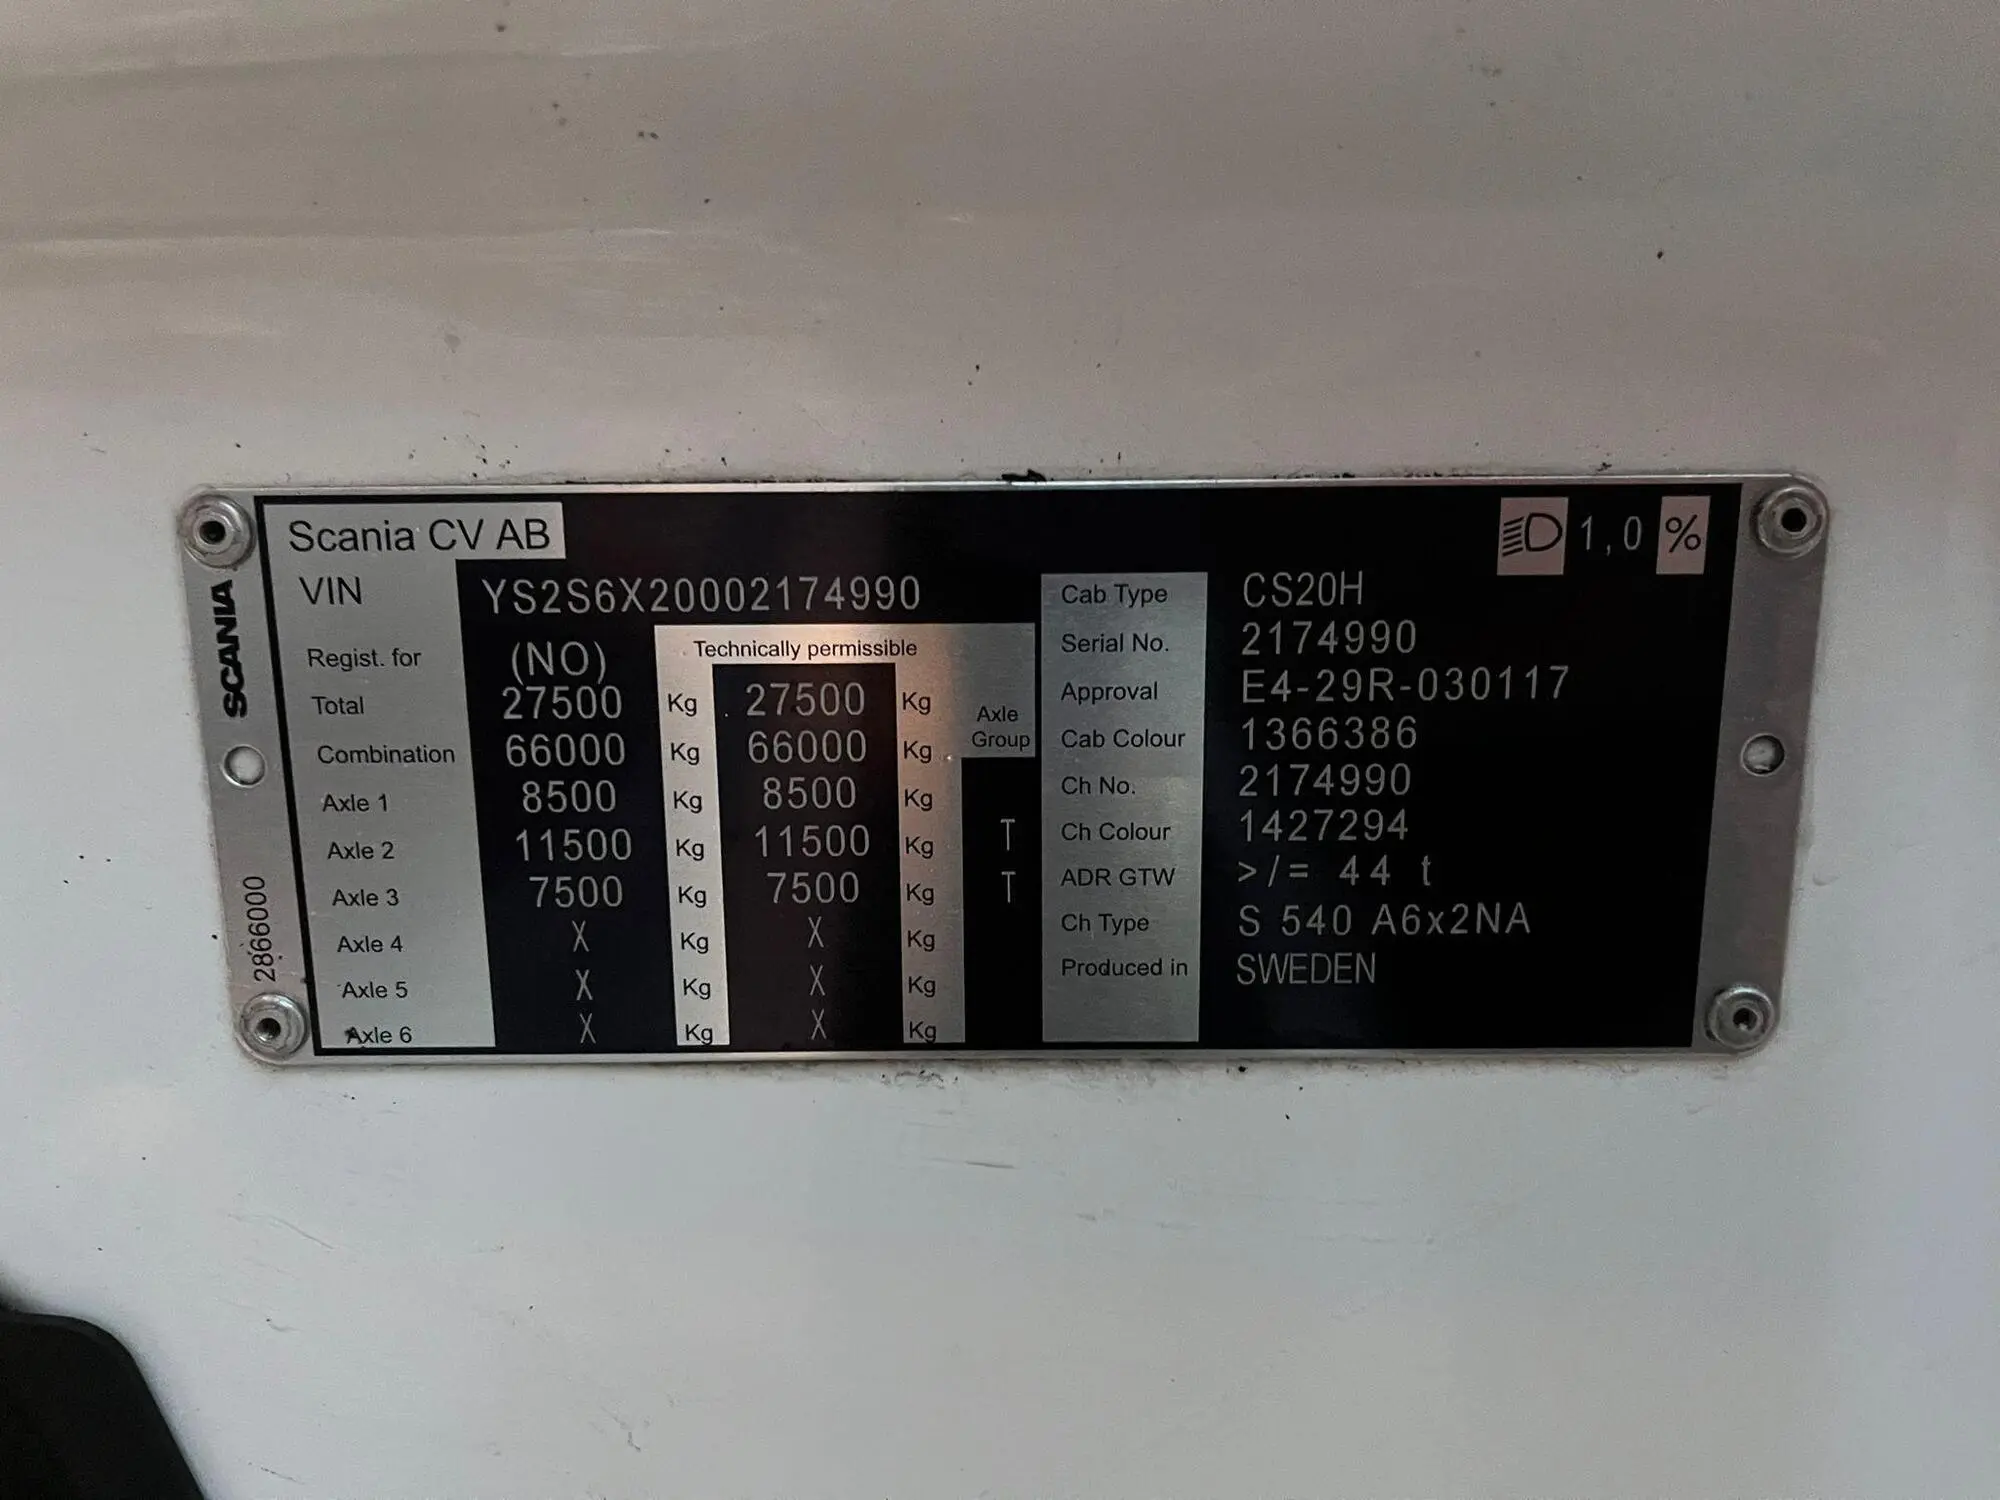 Scania CV AB
1,0 %
VIN YS2S6X20002174990
Regist. for (NO) Technically permissible
Total 27500 Kg 27500 Kg Axle Group
Combination 66000 Kg 66000 Kg
Axle 1 8500 Kg 8500 Kg
Axle 2 11500 Kg 11500 Kg T
Axle 3 7500 Kg 7500 Kg T
Axle 4 X Kg X Kg
Axle 5 X Kg X Kg
Axle 6 X Kg X Kg
Cab Type CS20H
Serial No. 2174990
Approval E4-29R-030117
Cab Colour 1366386
Ch No. 2174990
Ch Colour 1427294
ADR GTW >/= 44 t
Ch Type S 540 A6x2NA
Produced in SWEDEN
SCANIA
2866000